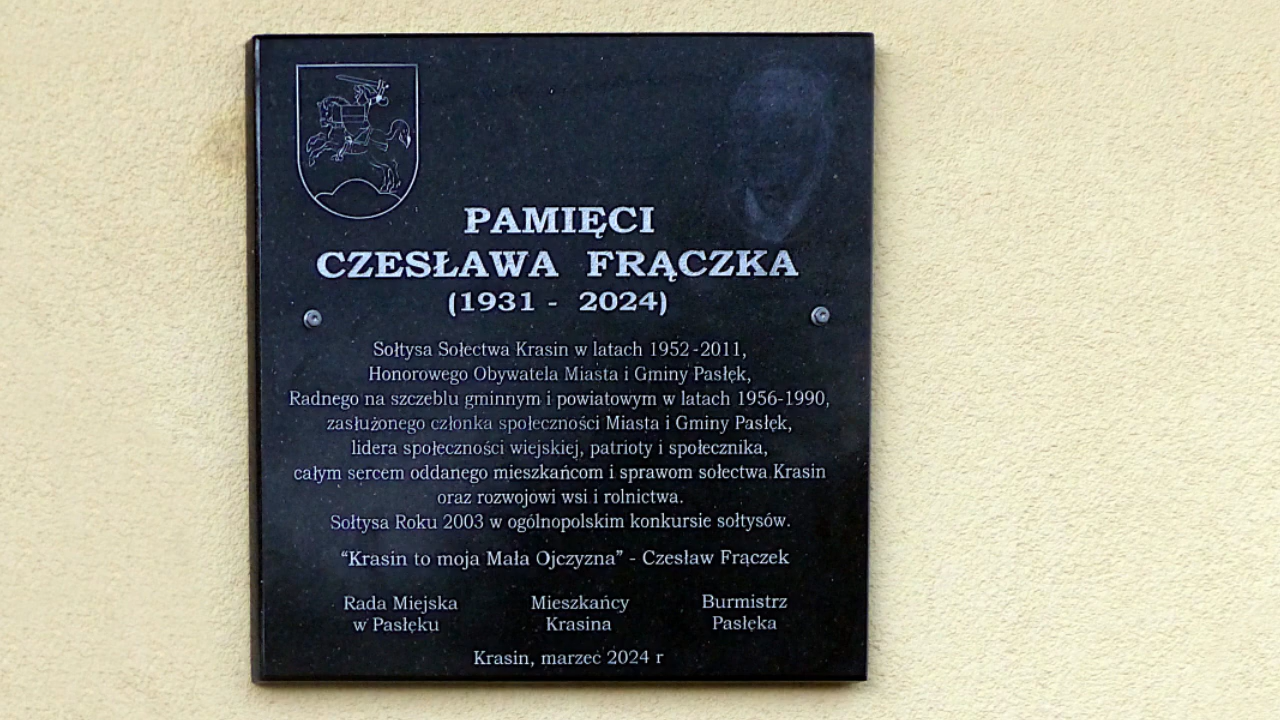 PAMIĘCI
CZESŁAWA FRĄCZKA
(1931 - 2024)
Sołtysa Sołectwa Krasin w latach 1952-2011,
Honorowego Obywatela Miasta i Gminy Pasłęk,
Radnego na szczeblu gminnym i powiatowym w latach 1956-1990,
zasłużonego członka społeczności Miasta i Gminy Pasłęk,
lidera społeczności wiejskiej, patrioty i społecznika,
całym sercem oddanego mieszkańcom i sprawom sołectwa Krasin
oraz rozwojowi wsi i rolnictwa.
Sołtysa Roku 2003 w ogólnopolskim konkursie sołtysów.
“Krasin to moja Mała Ojczyzna” - Czesław Frączek
Rada Miejska Mieszkańcy Burmistrz
w Pasłęku Krasina Pasłęka
Krasin, marzec 2024 r